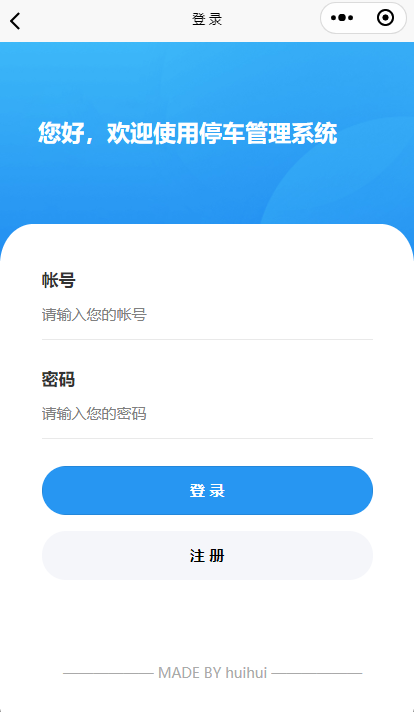 登录
您好，欢迎使用停车管理系统
帐号
请输入您的帐号
密码
请输入您的密码
登 录
注 册
MADE BY huihui